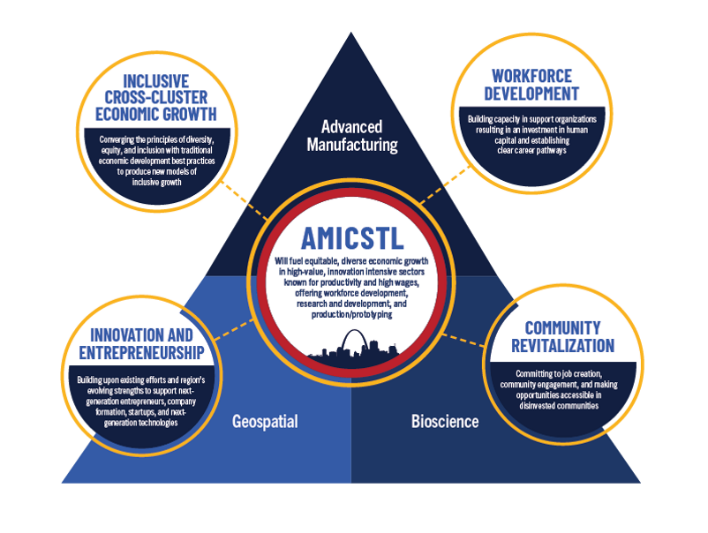 INCLUSIVE
CROSS-CLUSTER
ECONOMIC GROWTH
Converging the principles of diversity,
equity, and inclusion with traditional
economic development best practices
to produce new models of
inclusive growth
WORKFORCE
DEVELOPMENT
Building capacity in support organizations
resulting in an investment in human
capital and establishing
clear career pathways
Advanced
Manufacturing
AMICSTL
Will fuel equitable, diverse economic growth
in high-value, innovation intensive sectors
known for productivity and high wages,
offering workforce development,
research and development, and
production/prototyping
INNOVATION AND
ENTREPRENEURSHIP
Building upon existing efforts and region's
evolving strengths to support next-
generation entrepreneurs, company
formation, startups, and next-
generation technologies
COMMUNITY
REVITALIZATION
Committing to job creation,
community engagement, and making
opportunities accessible in
disinvested communities
Geospatial
Bioscience